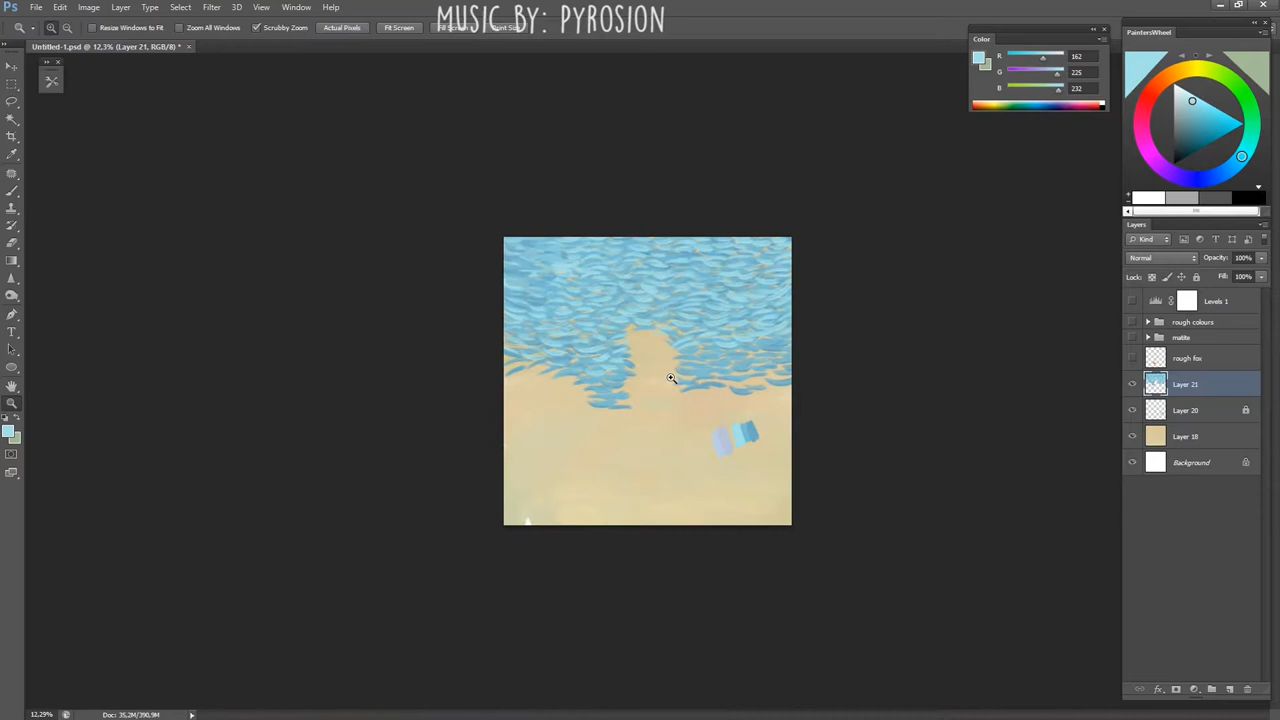 Ps File Edit Image Layer Type Select Filter 3D View Window Help
MUSIC BY: PYROSION
Resize Windows to Fit Zoom All Windows Scrubby Zoom Actual Pixels Fit Screen
Untitled-1.psd @ 12,3% (Layer 21, RGB/8) *
Color
R 162
G 225
B 232
PaintersWheel
Layers
Kind
Normal Opacity: 100%
Lock: Fill: 100%
Levels 1
rough colours
matite
rough fox
Layer 21
Layer 20
Layer 18
Background
12,29% Doc: 35,2M/390,9M